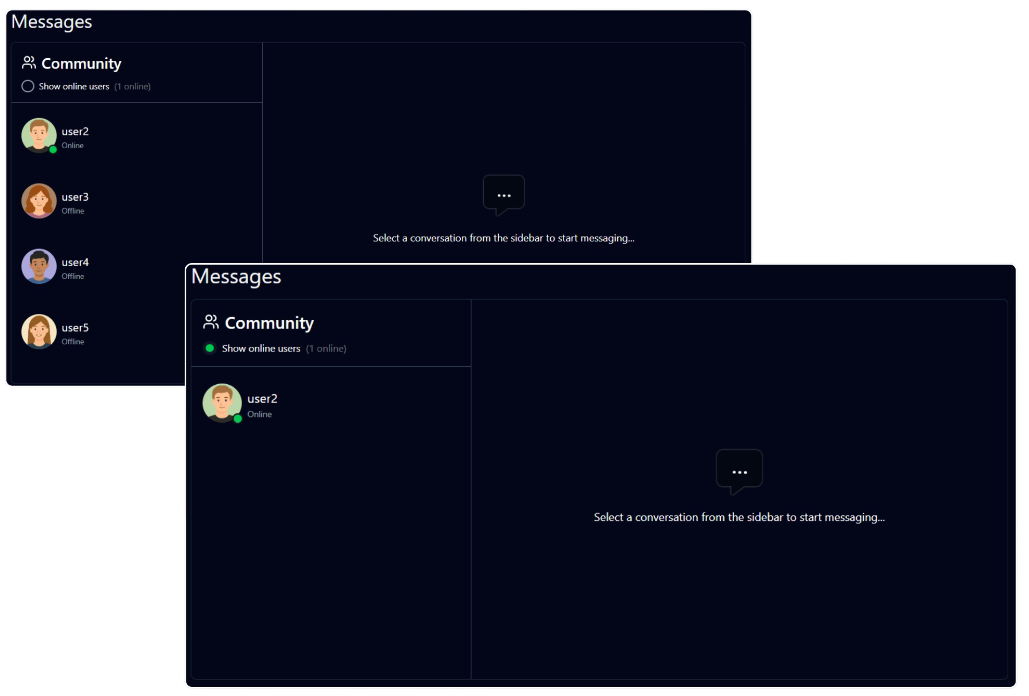 Messages
Community
Show online users (1 online)
user2
Online
user3
Offline
user4
Offline
user5
Offline
...
Select a conversation from the sidebar to start messaging...
Messages
Community
Show online users (1 online)
user2
Online
...
Select a conversation from the sidebar to start messaging...